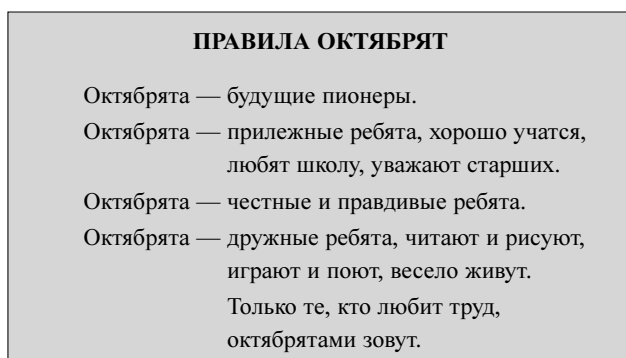 ПРАВИЛА ОКТЯБРЯТ
Октябрята — будущие пионеры.
Октябрята — прилежные ребята, хорошо учатся,
любят школу, уважают старших.
Октябрята — честные и правдивые ребята.
Октябрята — дружные ребята, читают и рисуют,
играют и поют, весело живут.
Только те, кто любит труд,
октябрятами зовут.